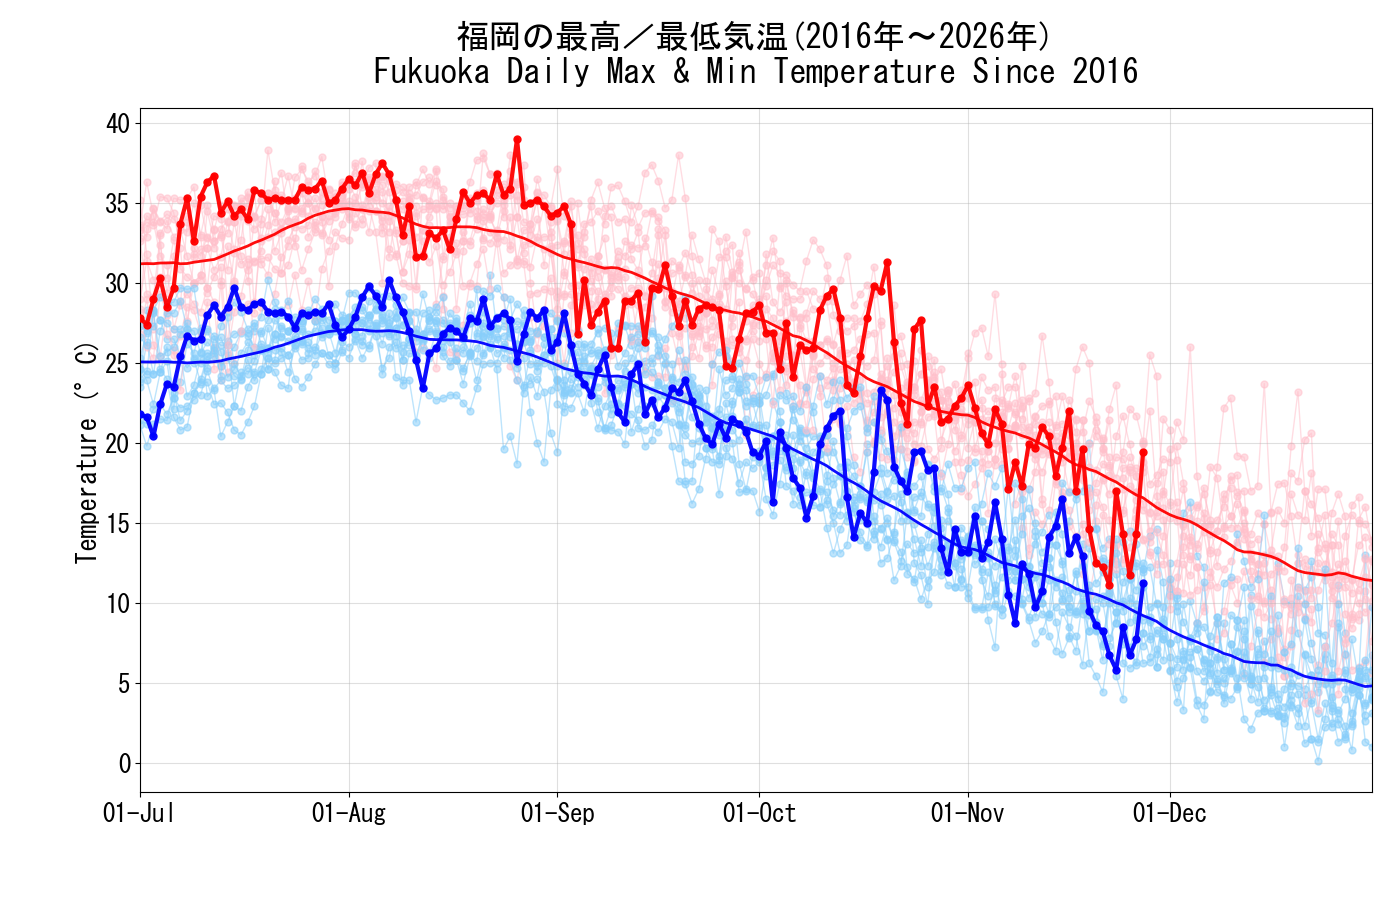 福岡の最高／最低気温(2016年～2026年)
Fukuoka Daily Max & Min Temperature Since 2016
Temperature (° C)
40
35
30
25
20
15
10
5
0
01-Jul 01-Aug 01-Sep 01-Oct 01-Nov 01-Dec